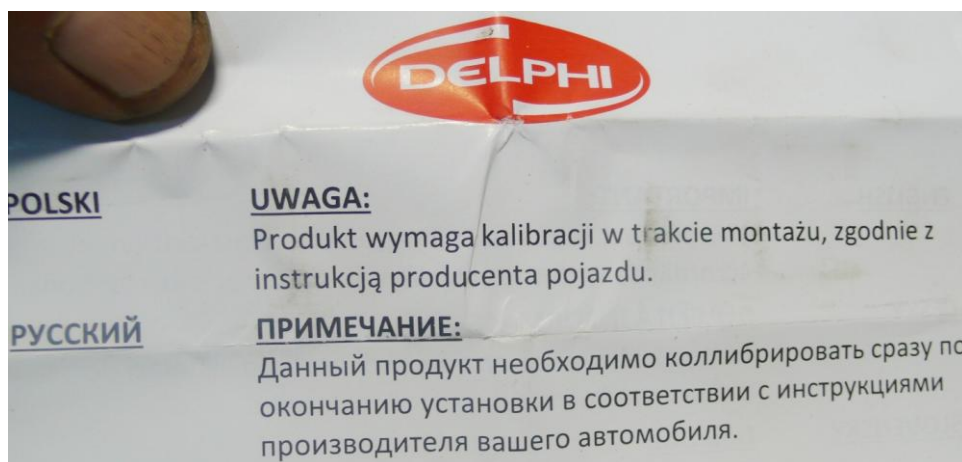 DELPHI
POLSKI
UWAGA:
Produkt wymaga kalibracji w trakcie montażu, zgodnie z
instrukcją producenta pojazdu.
РУССКИЙ
ПРИМЕЧАНИЕ:
Данный продукт необходимо коллибрировать сразу по
окончанию установки в соответствии с инструкциями
производителя вашего автомобиля.